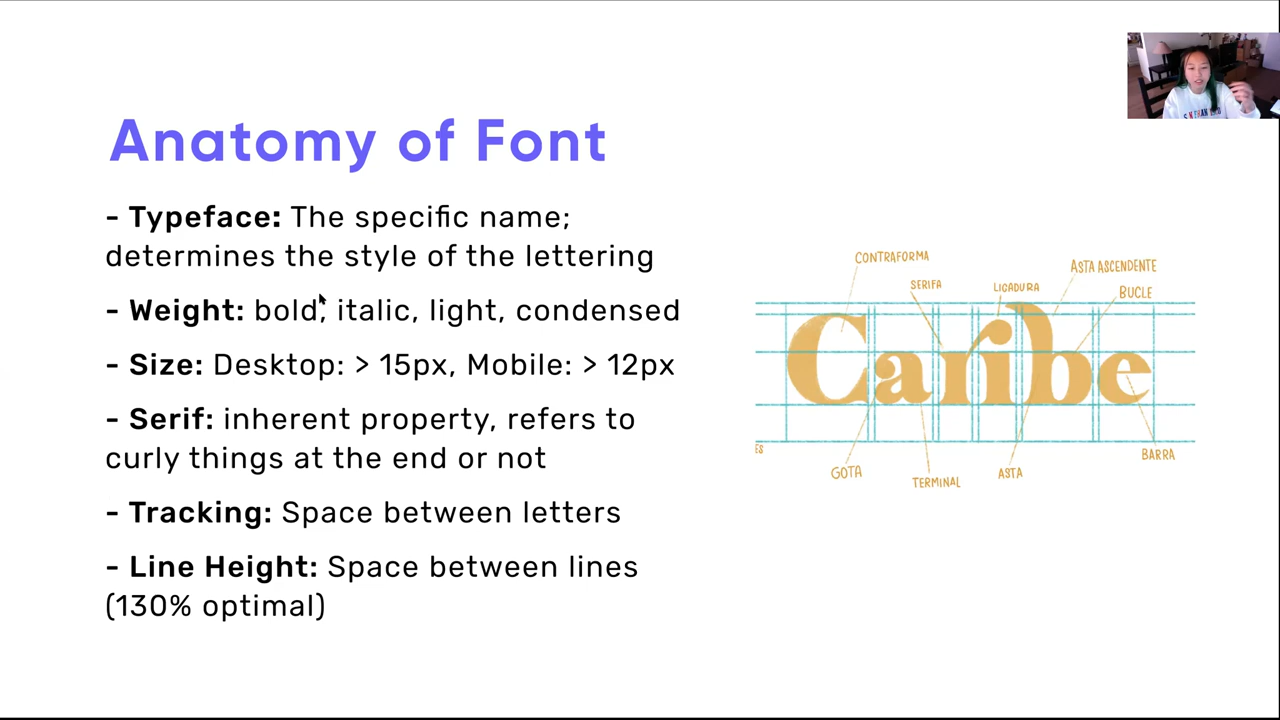 Anatomy of Font
- Typeface: The specific name;
determines the style of the lettering
- Weight: bold, italic, light, condensed
- Size: Desktop: > 15px, Mobile: > 12px
- Serif: inherent property, refers to
curly things at the end or not
- Tracking: Space between letters
- Line Height: Space between lines
(130% optimal)
CONTRAFORMA
ASTA ASCENDENTE
SERIFA
LIGADURA
BUCLE
Caribe
ES
GOTA
TERMINAL
ASTA
BARRA